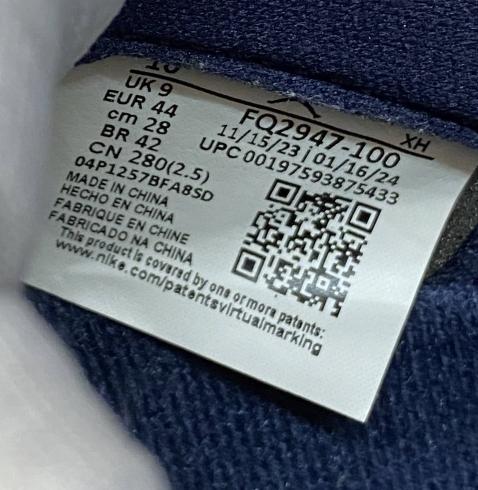 10
UK 9
EUR 44
cm 28
BR 42
CN 280(2.5)
04P1257BFA85D
MADE IN CHINA
HECHO EN CHINA
FABRIQUE EN CHINE
FABRICADO NA CHINA
This product is covered by one or more patents:
www.nike.com/patentsvirtualmarking
XH
FQ2947-100
11/15/23 | 01/16/24
UPC 00197593875433